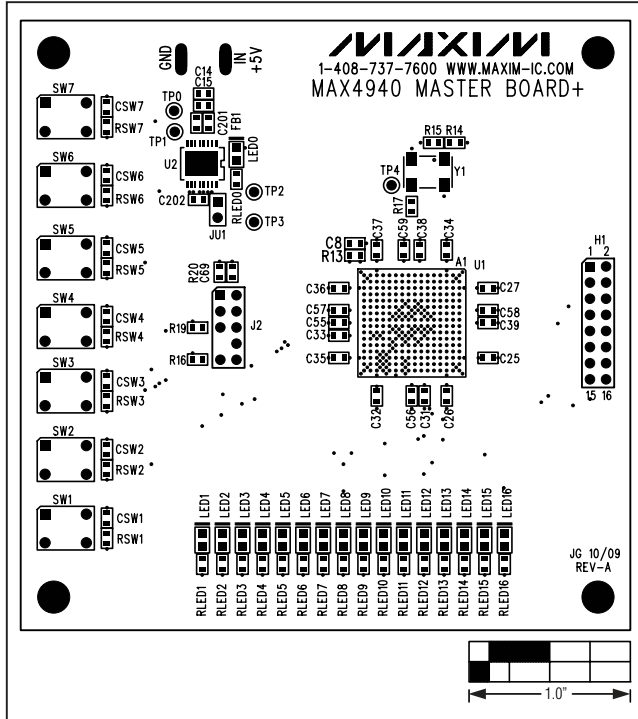 GND IN +5V
MAXIM
1-408-737-7600 WWW.MAXIM-IC.COM
MAX4940 MASTER BOARD+
SW7 CSW7 RSW7
SW6 CSW6 RSW6
SW5 CSW5 RSW5
SW4 CSW4 RSW4
SW3 CSW3 RSW3
SW2 CSW2 RSW2
SW1 CSW1 RSW1
C14
C15
TP0
TP1
C201
FB1
LED0
U2
C202
RLED0
TP2
TP3
JU1
R15 R14
TP4 Y1
R17
C8
R13
C37 C59 C38 C34
A1 U1
H1
1 2
15 16
R20 C69
J2
R19
R16
C36
C57
C55
C33
C35
C27
C58
C39
C25
C32 C56 C31 C26
LED1 LED2 LED3 LED4 LED5 LED6 LED7 LED8 LED9 LED10 LED11 LED12 LED13 LED14 LED15 LED16
RLED1 RLED2 RLED3 RLED4 RLED5 RLED6 RLED7 RLED8 RLED9 RLED10 RLED11 RLED12 RLED13 RLED14 RLED15 RLED16
JG 10/09
REV-A
1.0"